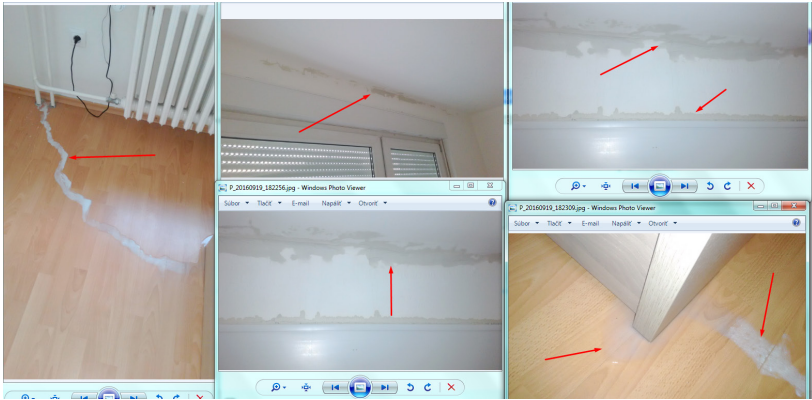 P_20160919_182256.jpg - Windows Photo Viewer
Súbor Tlačiť E-mail Napáliť Otvoriť
P_20160919_182309.jpg - Windows Photo Viewer
Súbor Tlačiť E-mail Napáliť Otvoriť